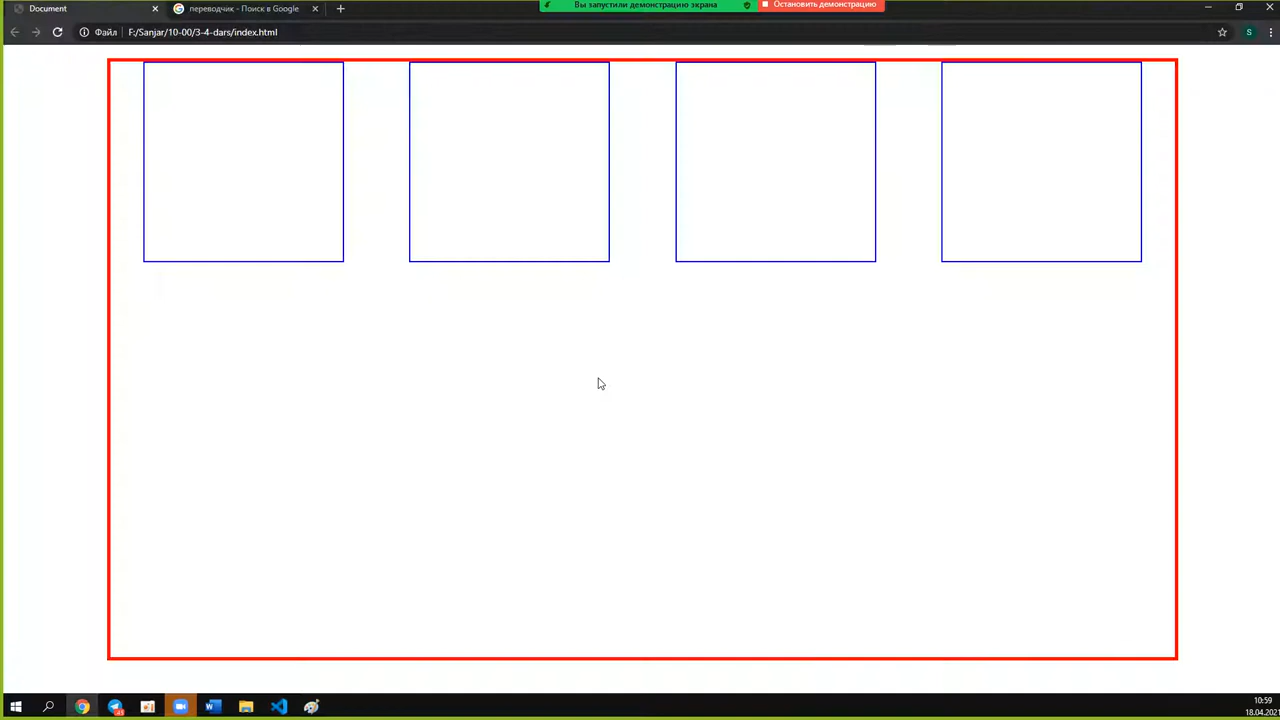 Document
переводчик - Поиск в Google
Вы запустили демонстрацию экрана
Остановить демонстрацию
Файл
F:/Sanjar/10-00/3-4-dars/index.html
S
W
10:59
18.04.2021